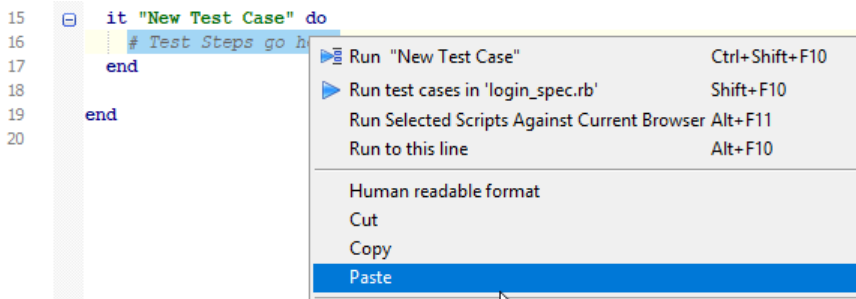 15 it "New Test Case" do
16 # Test Steps go
17 end
18
19 end
20
Run "New Test Case" Ctrl+Shift+F10
Run test cases in 'login_spec.rb' Shift+F10
Run Selected Scripts Against Current Browser Alt+F11
Run to this line Alt+F10
Human readable format
Cut
Copy
Paste